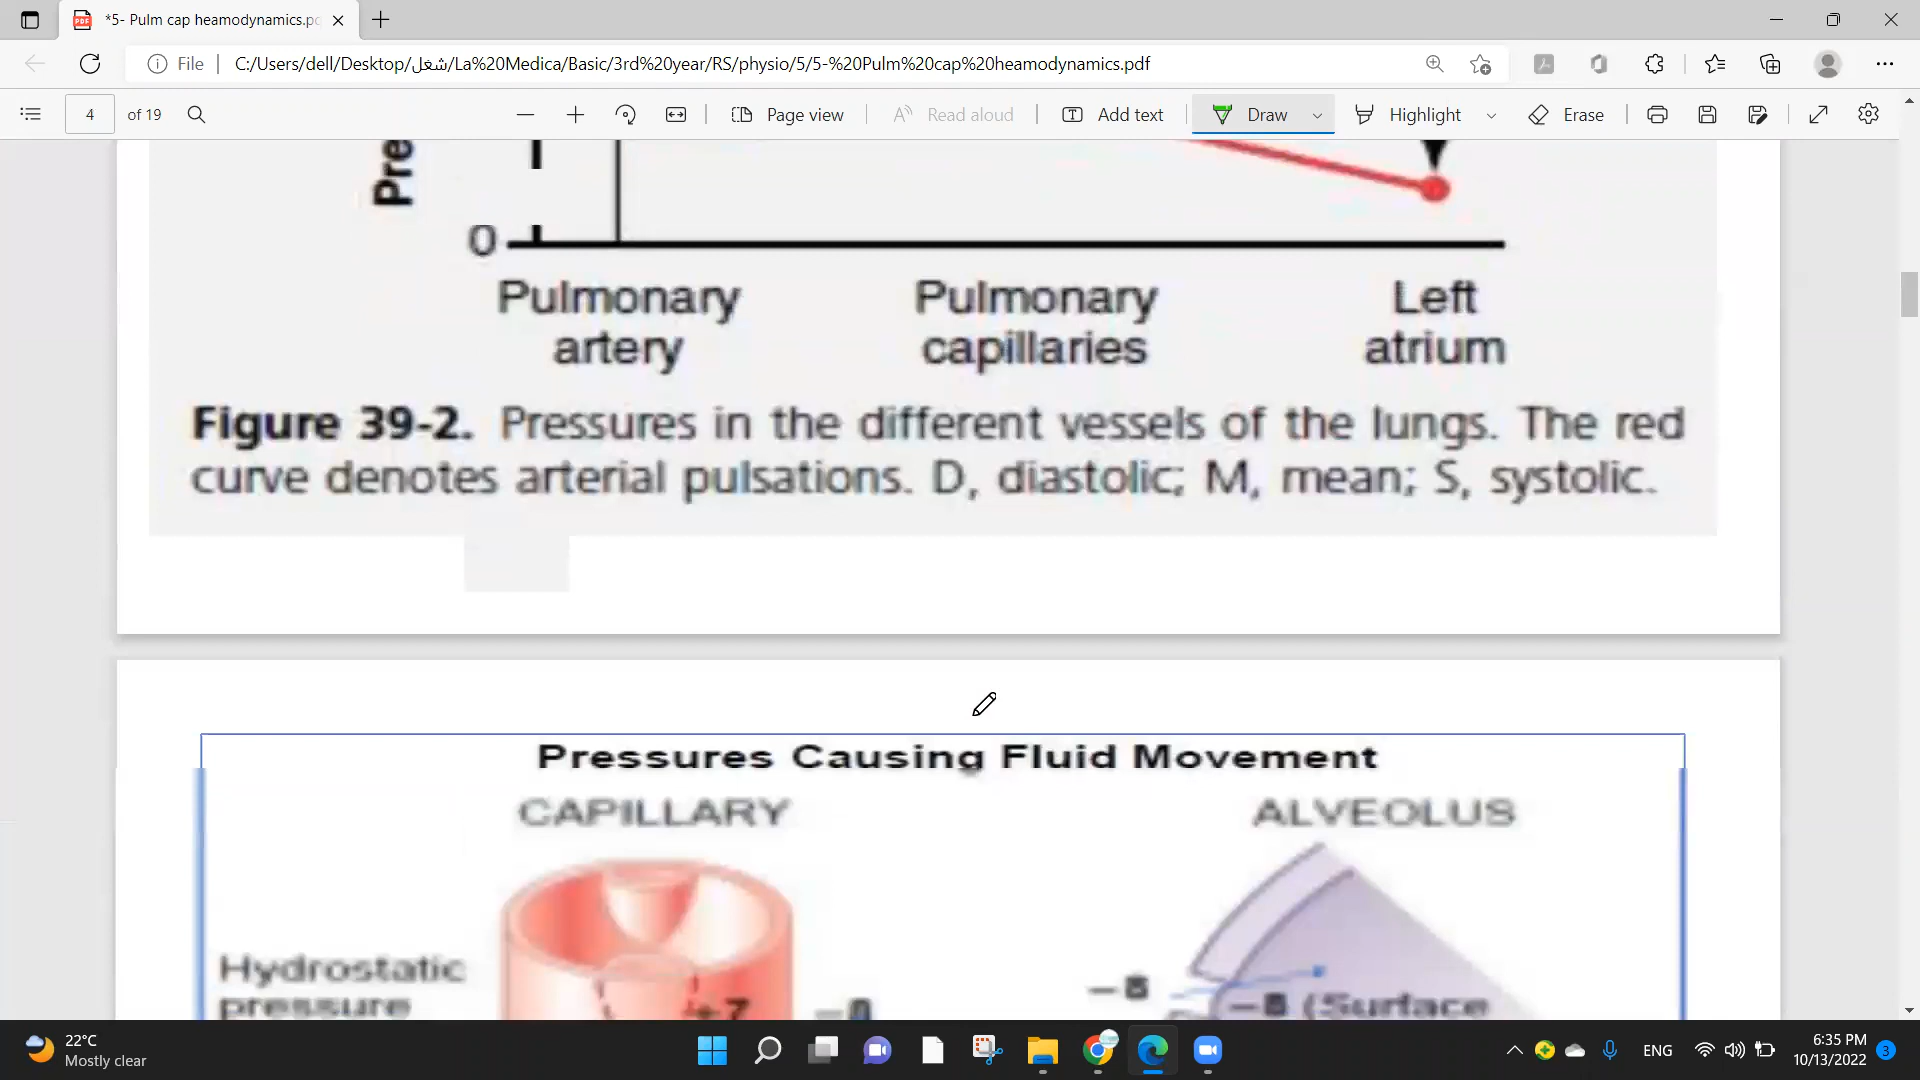 *5- Pulm cap heamodynamics.pd
File
C:/Users/dell/Desktop/شغل/La%20Medica/Basic/3rd%20year/RS/physio/5/5-%20Pulm%20cap%20heamodynamics.pdf
4 of 19
Page view
Read aloud
Add text
Draw
Highlight
Erase
Pre
0
Pulmonary artery
Pulmonary capillaries
Left atrium
Figure 39-2. Pressures in the different vessels of the lungs. The red
curve denotes arterial pulsations. D, diastolic; M, mean; S, systolic.
Pressures Causing Fluid Movement
CAPILLARY
ALVEOLUS
Hydrostatic
pressure
+7
−8
−8
−8 (Surface
22°C
Mostly clear
ENG
6:35 PM
10/13/2022
3